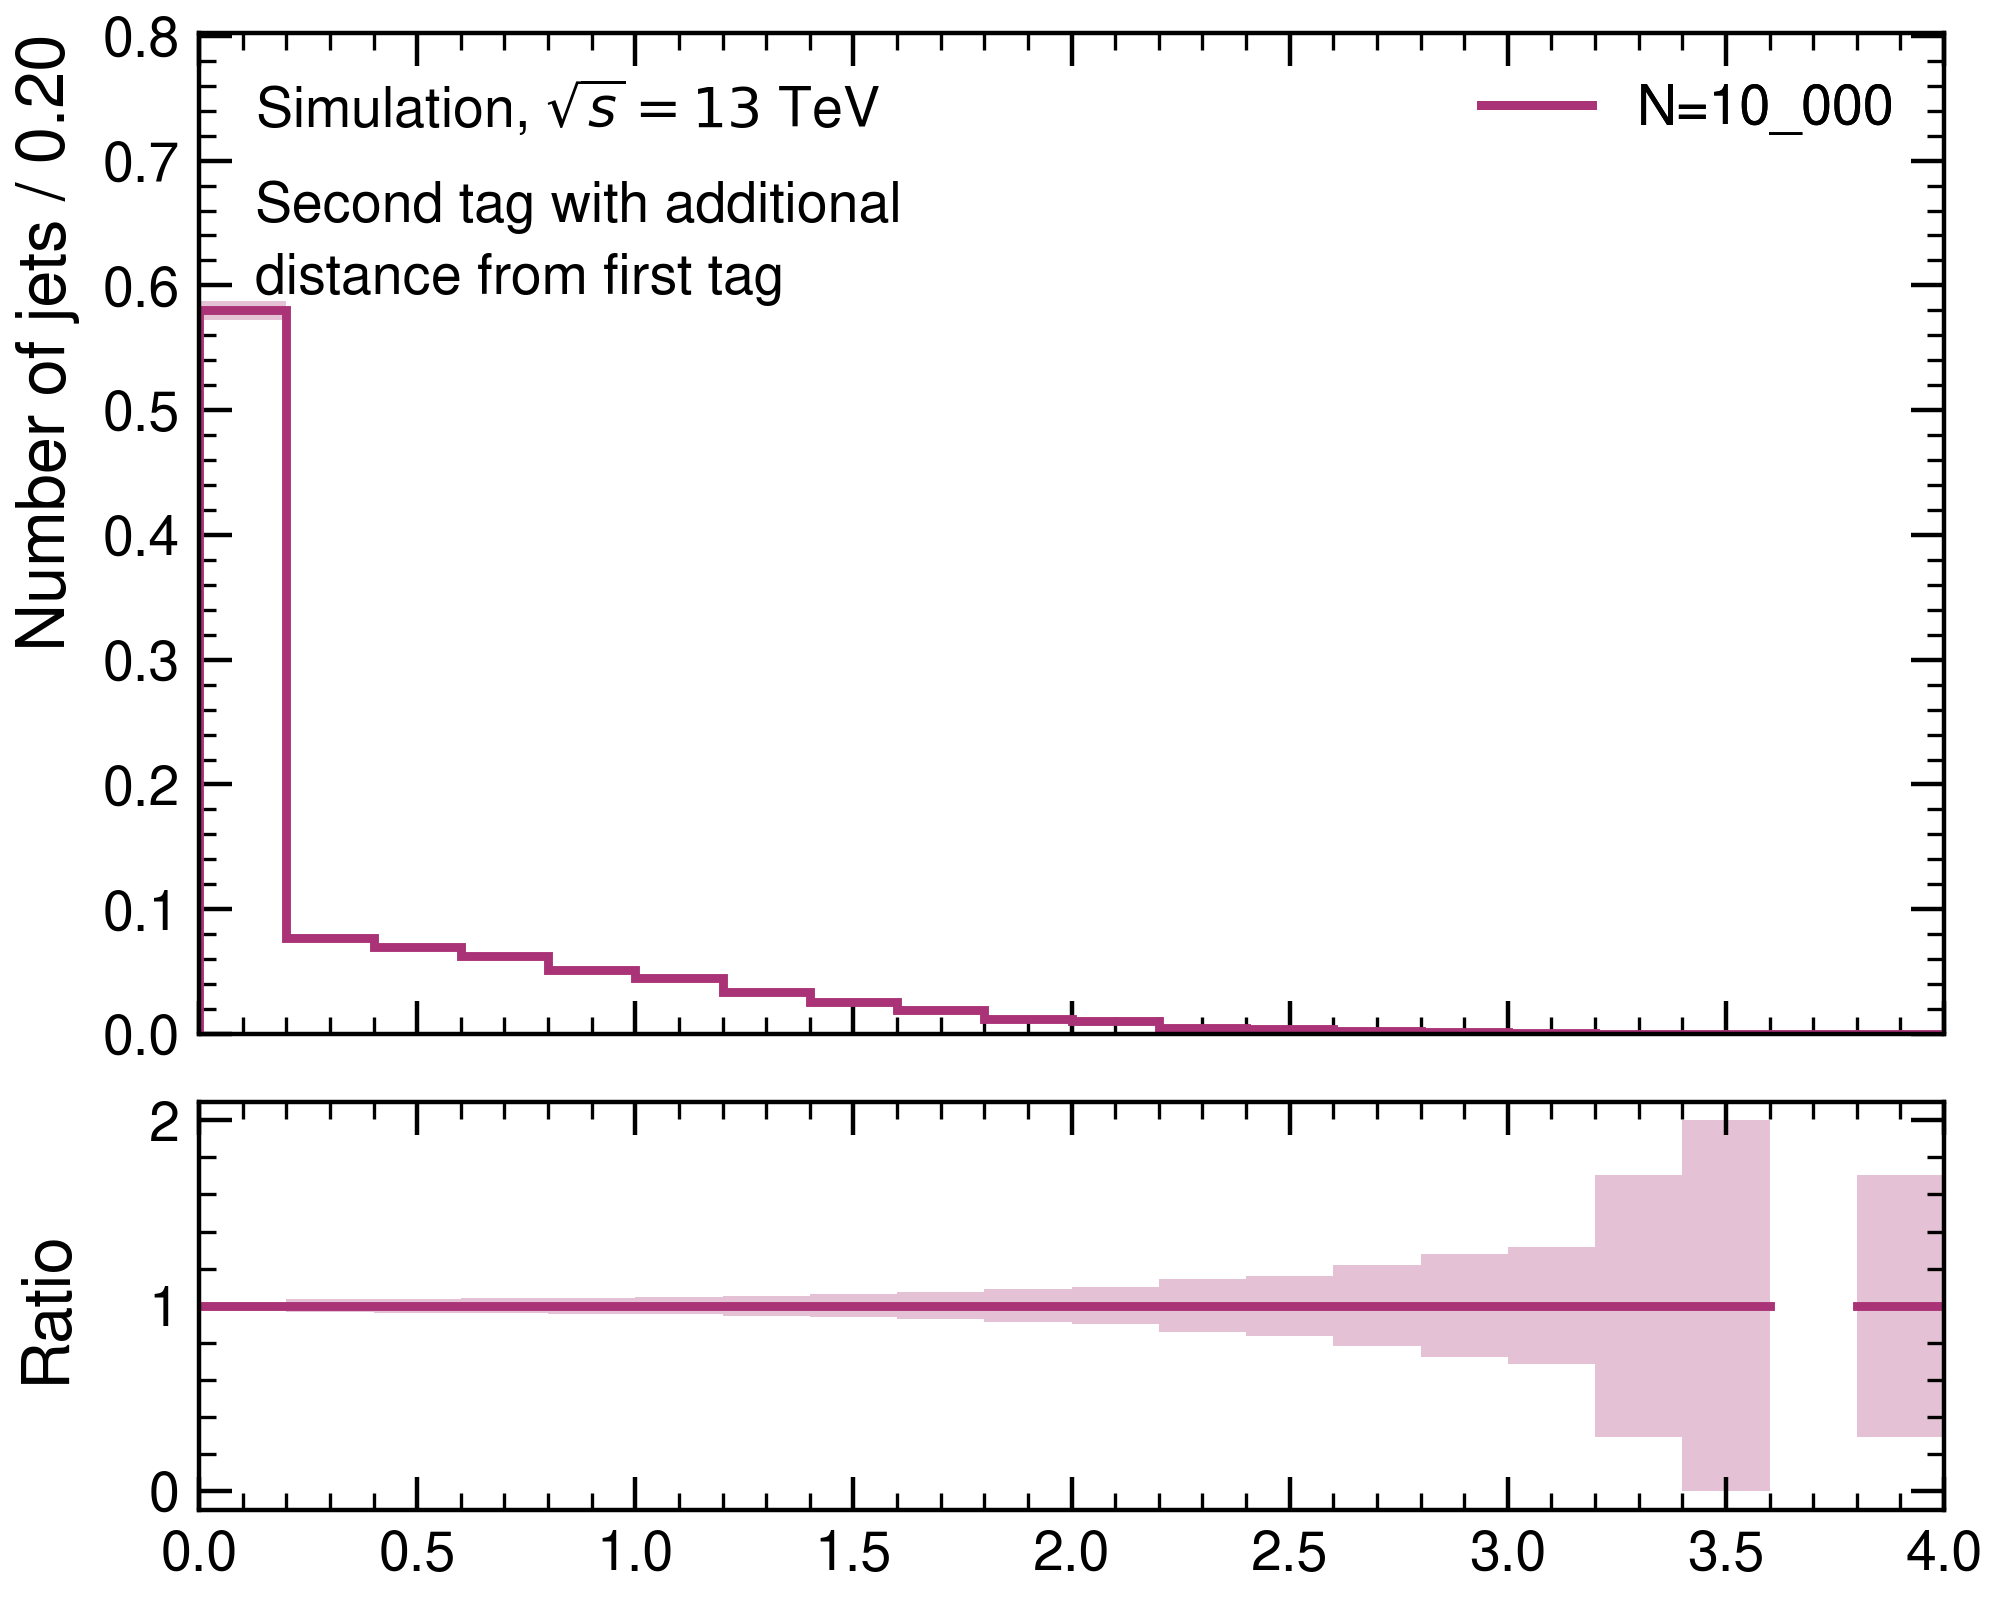 Number of jets / 0.20
0.8
0.7
0.6
0.5
0.4
0.3
0.2
0.1
0.0
Simulation, √s = 13 TeV
Second tag with additional
distance from first tag
N=10_000
Ratio
2
1
0
0.0 0.5 1.0 1.5 2.0 2.5 3.0 3.5 4.0